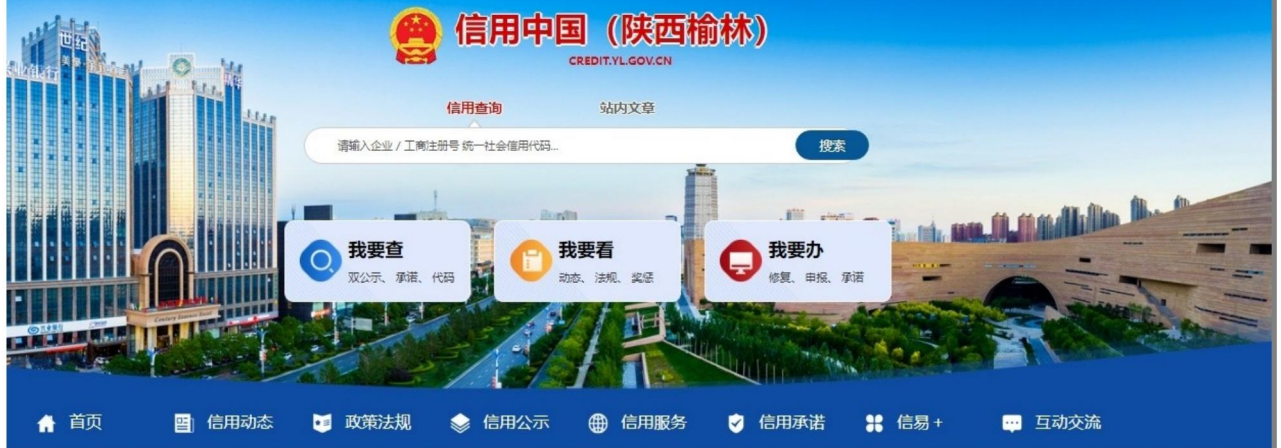 信用中国（陕西榆林）
CREDIT.YL.GOV.CN
信用查询 站内文章
请输入企业 / 工商注册号 统一社会信用代码... 搜索
世纪
我要查 我要看 我要办
双公示、承诺、代码 动态、法规、奖惩 修复、申报、承诺
首页 信用动态 政策法规 信用公示 信用服务 信用承诺 信易+ 互动交流